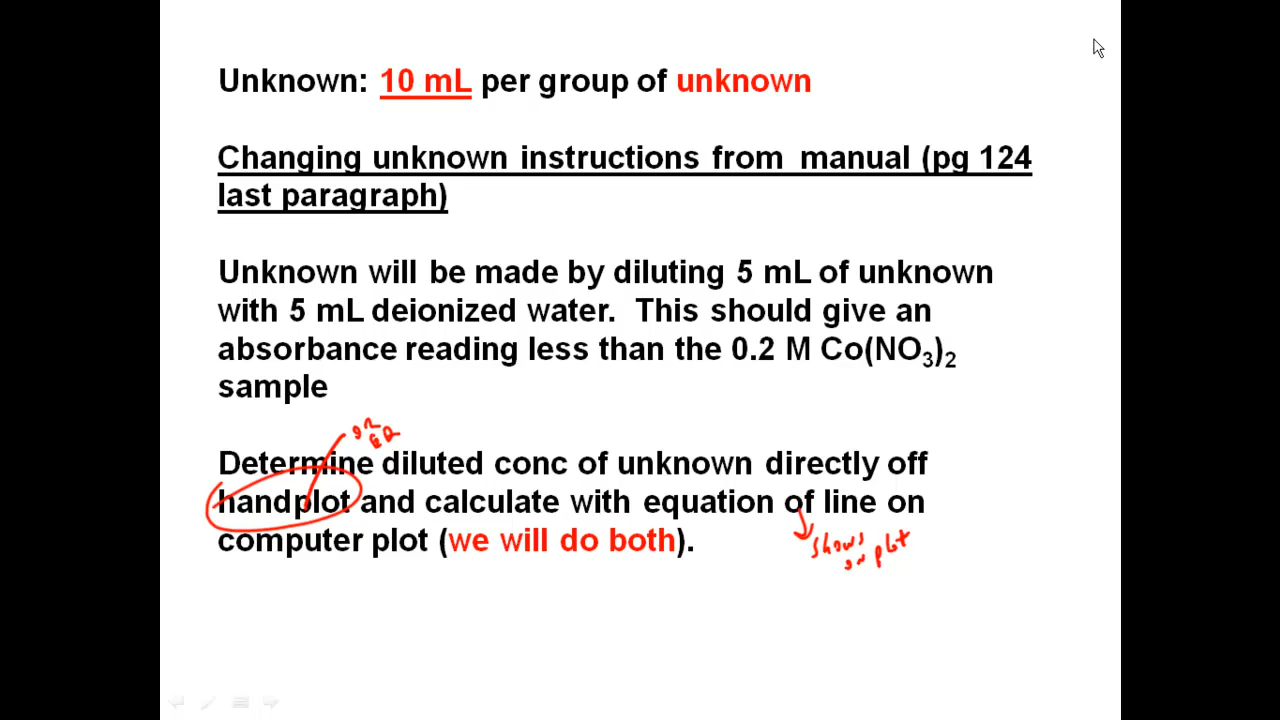 Unknown: 10 mL per group of unknown
Changing unknown instructions from manual (pg 124
last paragraph)
Unknown will be made by diluting 5 mL of unknown
with 5 mL deionized water. This should give an
absorbance reading less than the 0.2 M Co(NO₃)₂
sample
Determine diluted conc of unknown directly off
handplot and calculate with equation of line on
computer plot (we will do both).
shows
on plot